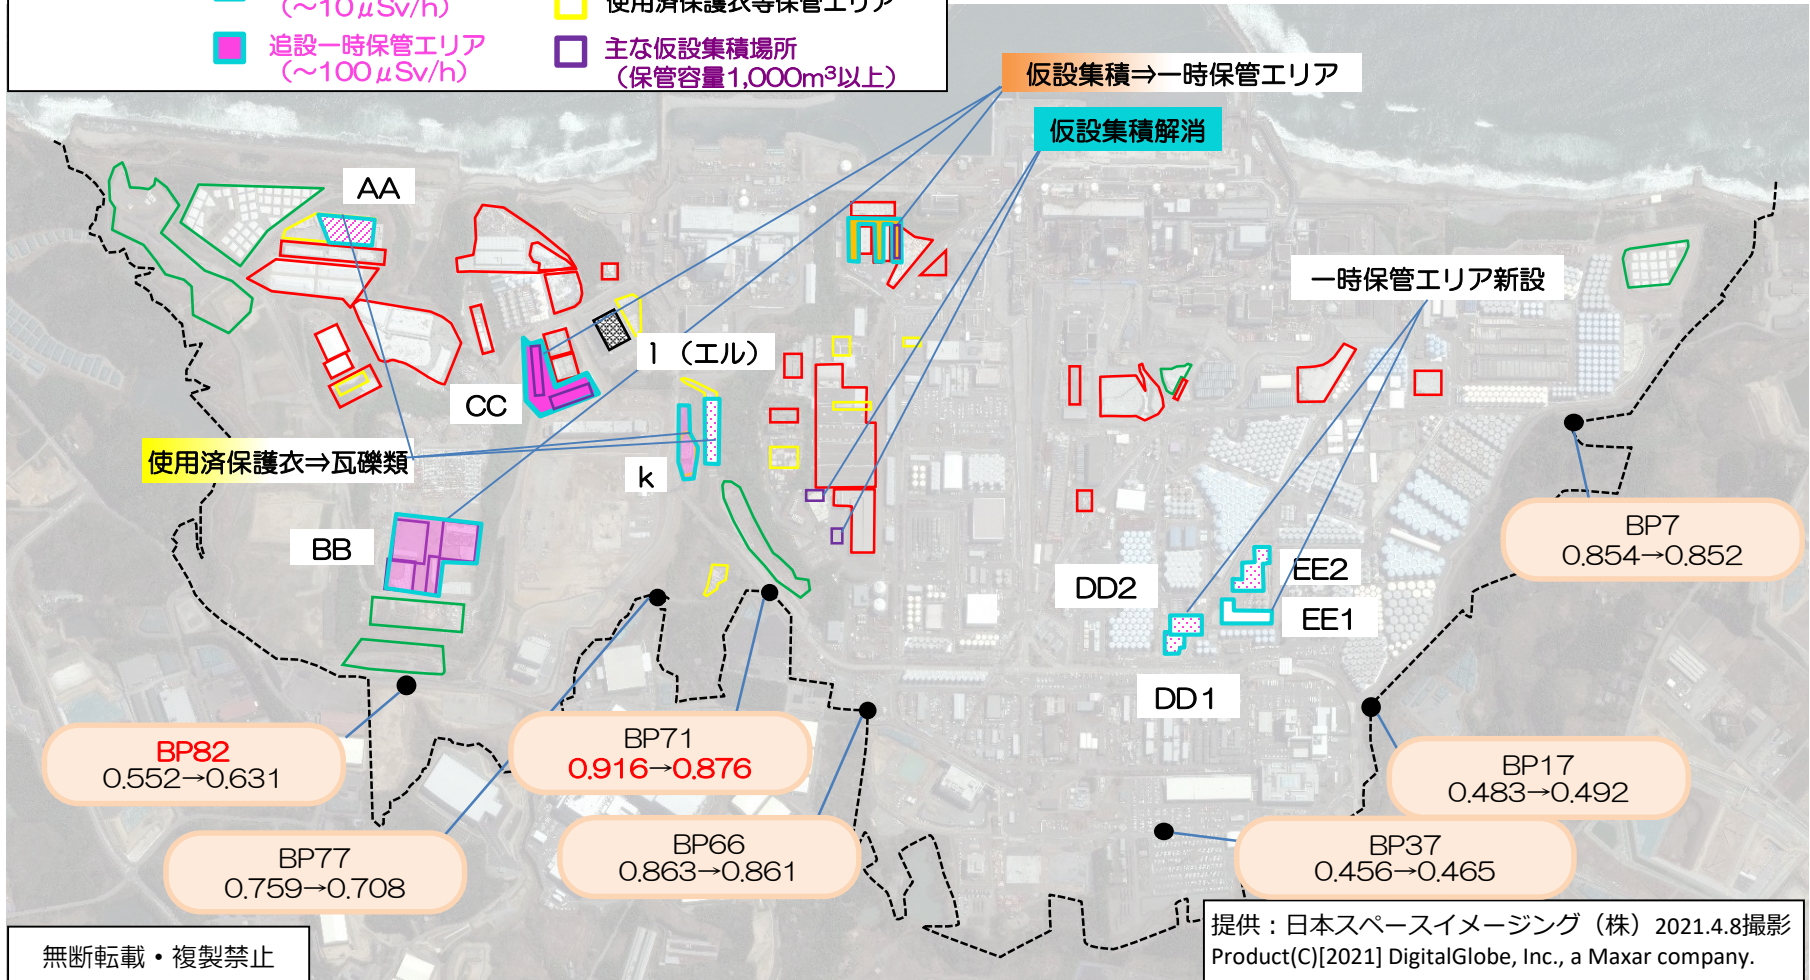 (～10μSv/h)
使用済保護衣等保管エリア
追設一時保管エリア
(～100μSv/h)
主な仮設集積場所
(保管容量1,000m³以上)
仮設集積⇒一時保管エリア
仮設集積解消
AA
一時保管エリア新設
l（エル）
CC
使用済保護衣⇒瓦礫類
k
BB
BP7
0.854→0.852
EE2
DD2
EE1
DD1
BP82
0.552→0.631
BP71
0.916→0.876
BP17
0.483→0.492
BP77
0.759→0.708
BP66
0.863→0.861
BP37
0.456→0.465
無断転載・複製禁止
提供：日本スペースイメージング（株）2021.4.8撮影
Product(C)[2021] DigitalGlobe, Inc., a Maxar company.